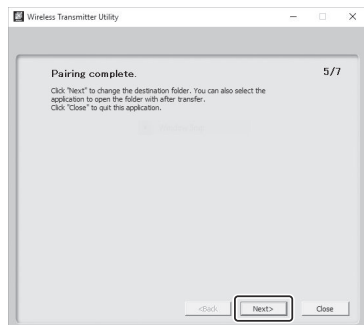 Wireless Transmitter Utility
Pairing complete.
5/7
Click "Next" to change the destination folder. You can also select the
application to open the folder with after transfer.
Click "Close" to quit this application.
<Back
Next>
Close